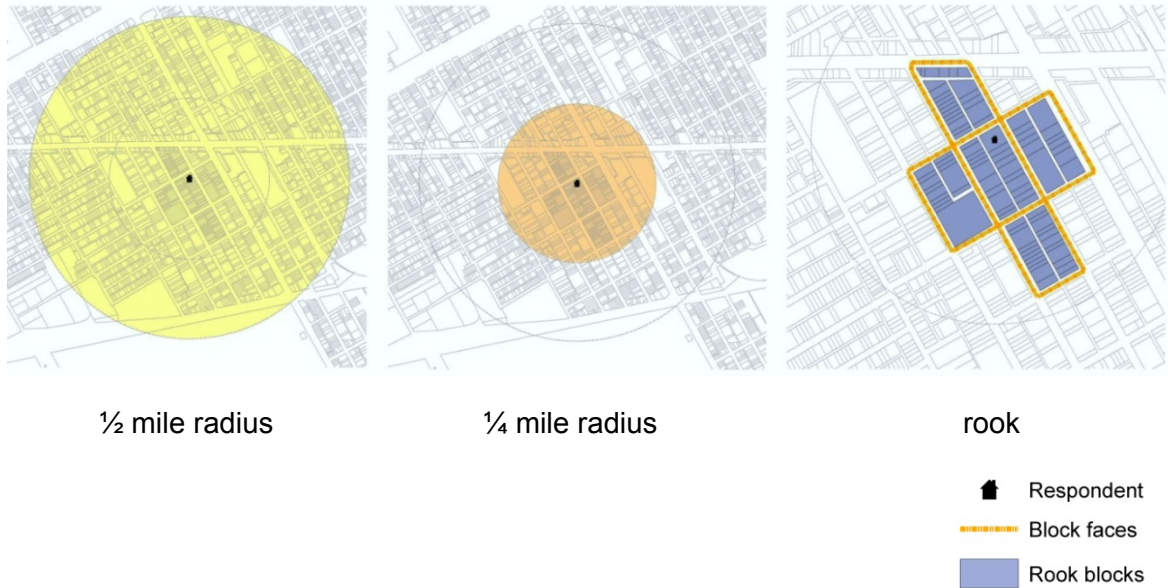 ½ mile radius
¼ mile radius
rook
Respondent
Block faces
Rook blocks